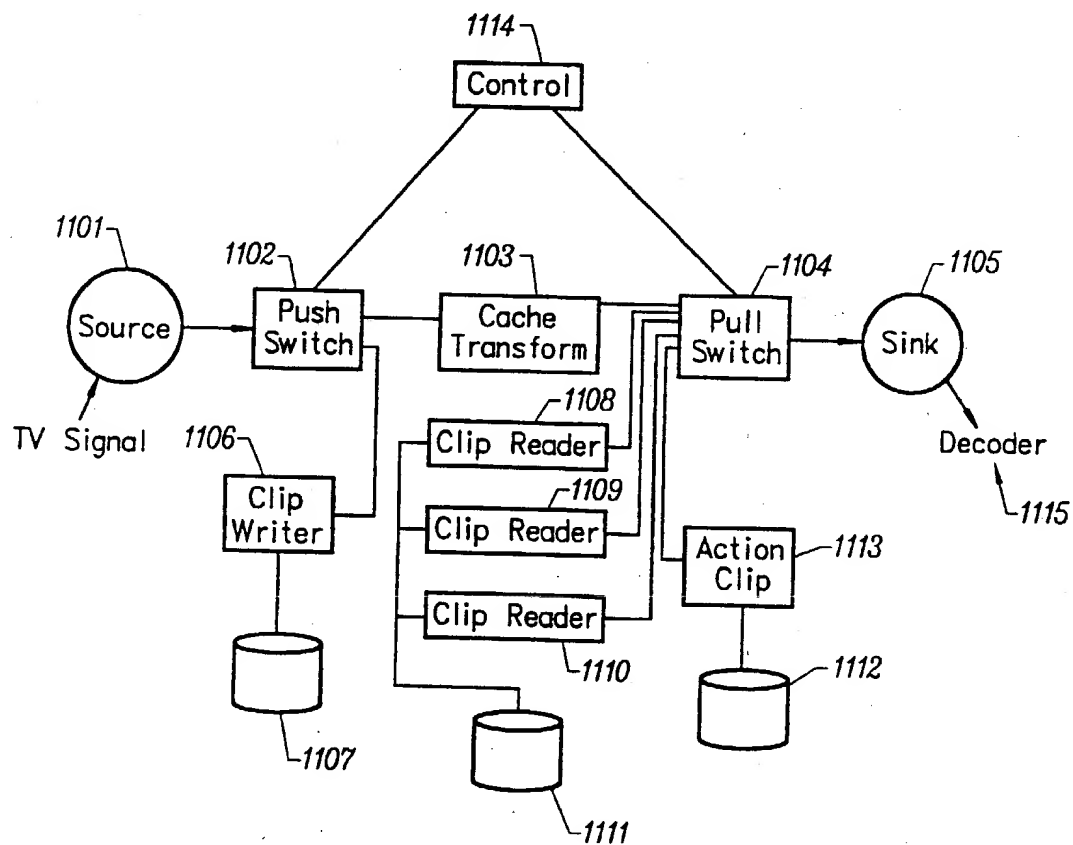 1114
Control
1101
1102
1103
1104
1105
Source
Push
Switch
Cache
Transform
Pull
Switch
Sink
TV Signal
1106
1108
Clip Reader
Decoder
Clip
Writer
1109
Clip Reader
1115
Action
Clip
1113
Clip Reader
1110
1112
1107
1111